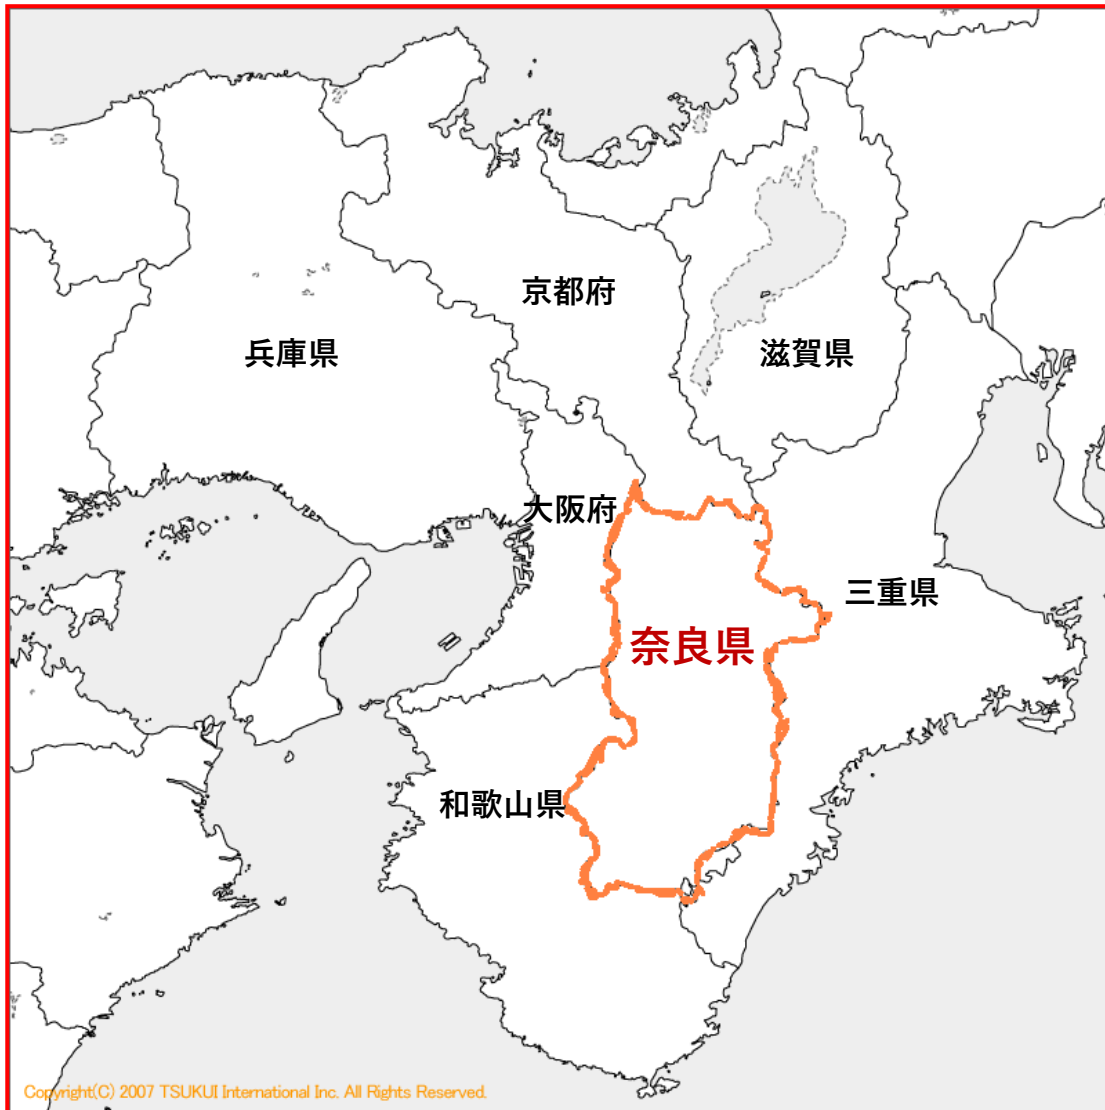 京都府
兵庫県
滋賀県
大阪府
三重県
奈良県
和歌山県
Copyright(C) 2007 TSUKUI International Inc. All Rights Reserved.